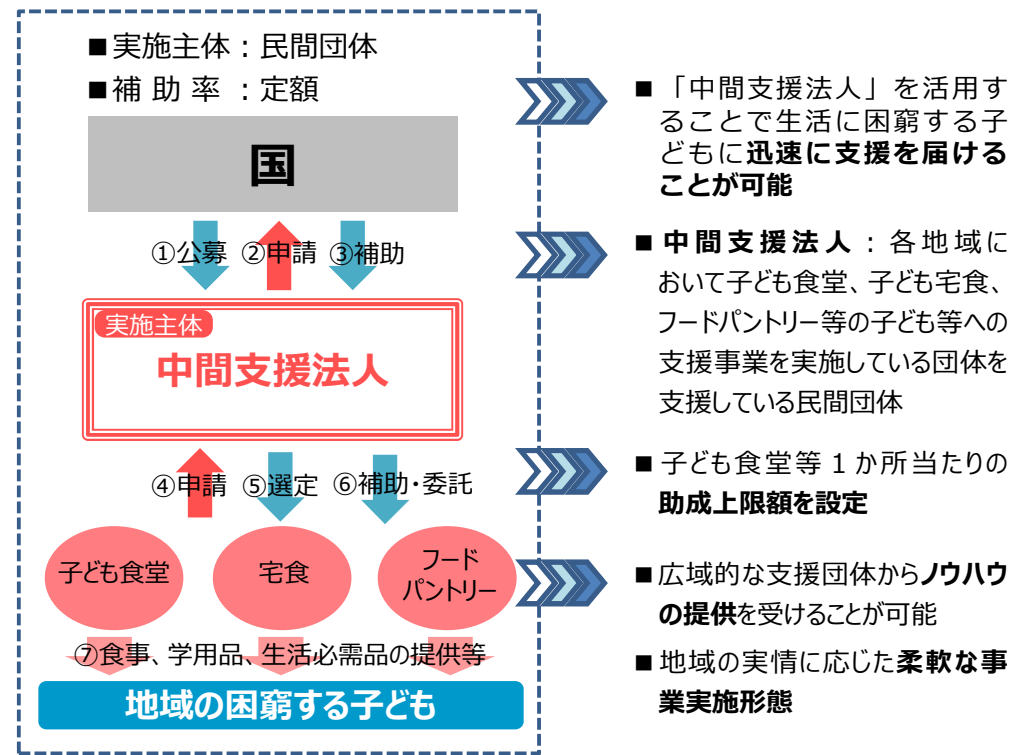 ■実施主体：民間団体
■補 助 率 ：定額
国
①公募 ②申請 ③補助
実施主体
中間支援法人
④申請 ⑤選定 ⑥補助・委託
子ども食堂
宅食
フード
パントリー
⑦食事、学用品、生活必需品の提供等
地域の困窮する子ども
■「中間支援法人」を活用す
ることで生活に困窮する子
どもに迅速に支援を届ける
ことが可能
■中間支援法人：各地域に
おいて子ども食堂、子ども宅食、
フードパントリー等の子ども等への
支援事業を実施している団体を
支援している民間団体
■子ども食堂等１か所当たりの
助成上限額を設定
■広域的な支援団体からノウハウ
の提供を受けることが可能
■地域の実情に応じた柔軟な事
業実施形態